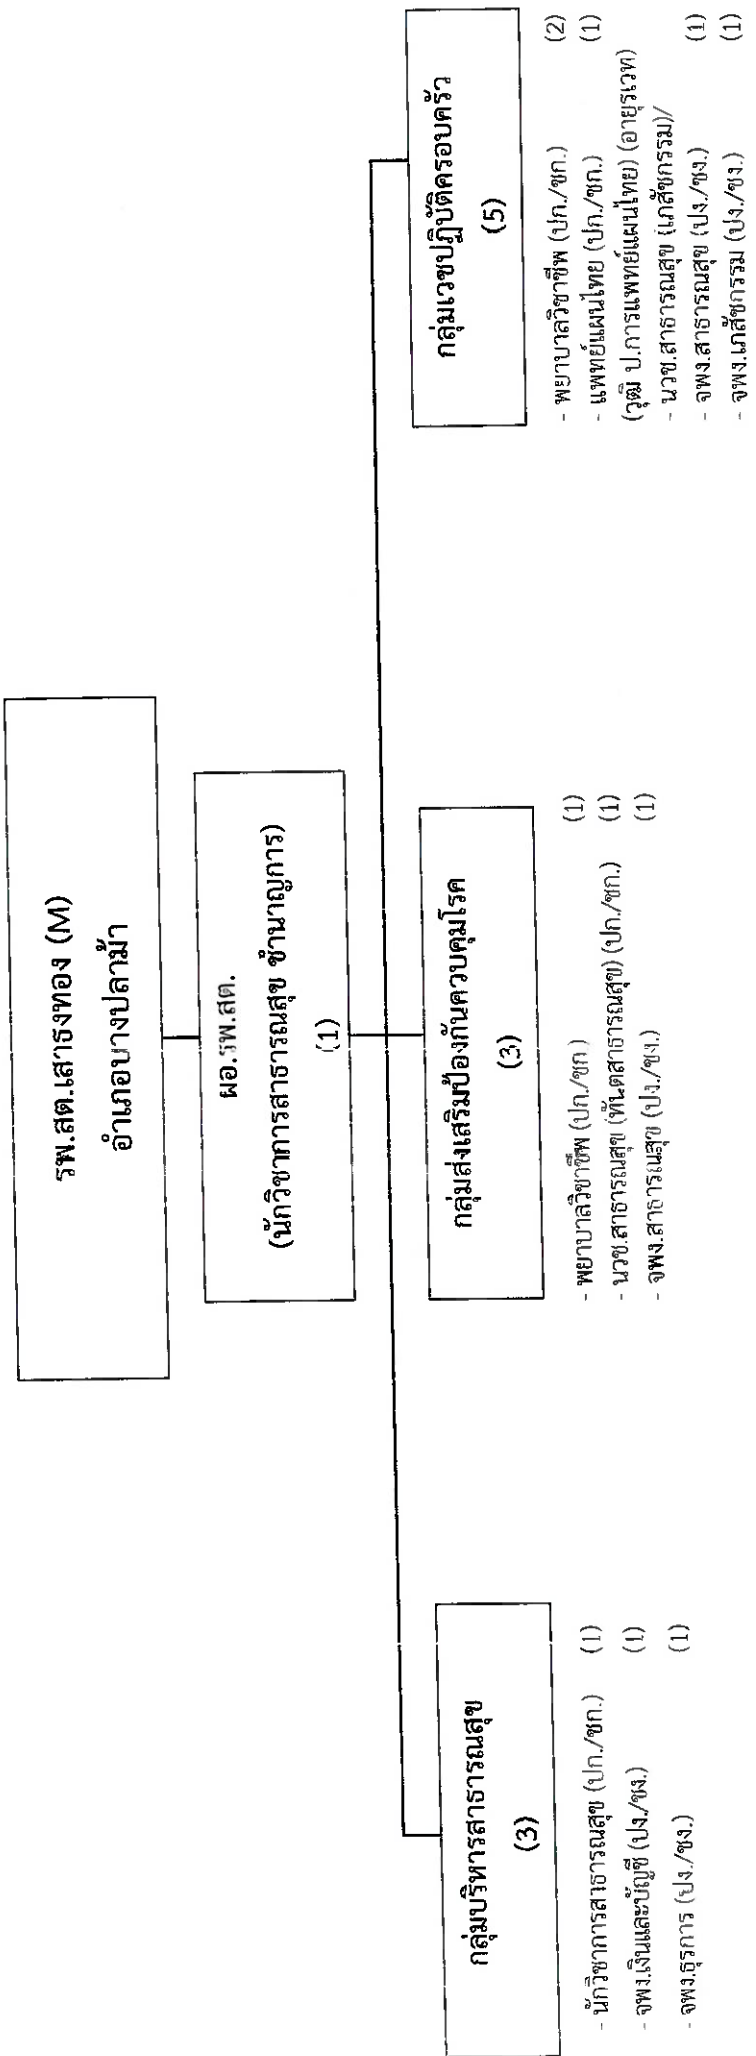 รพ.สต.เสาธงทอง (M)
อำเภอบางปลาม้า
ผอ.รพ.สต.
(นักวิชาการสาธารณสุข ชำนาญการ)
(1)
กลุ่มบริหารสาธารณสุข
(3)
- นักวิชาการสาธารณสุข (ปก./ชก.) (1)
- จพง.เงินและบัญชี (ปง./ชง.) (1)
- จพง.ธุรการ (ปง./ชง.) (1)
กลุ่มส่งเสริมป้องกันควบคุมโรค
(3)
- พยาบาลวิชาชีพ (ปก./ชก.) (1)
- นวช.สาธารณสุข (ทันตสาธารณสุข) (ปก./ชก.) (1)
- จพง.สาธารณสุข (ปง./ชง.) (1)
กลุ่มเวชปฏิบัติครอบครัว
(5)
- พยาบาลวิชาชีพ (ปก./ชก.) (2)
- แพทย์แผนไทย (ปก./ชก.) (1)
(วุฒิ ป.การแพทย์แผนไทย) (อายุรเวท)
- นวช.สาธารณสุข (เภสัชกรรม)/
- จพง.สาธารณสุข (ปง./ชง.) (1)
- จพง.เภสัชกรรม (ปง./ชง.) (1)